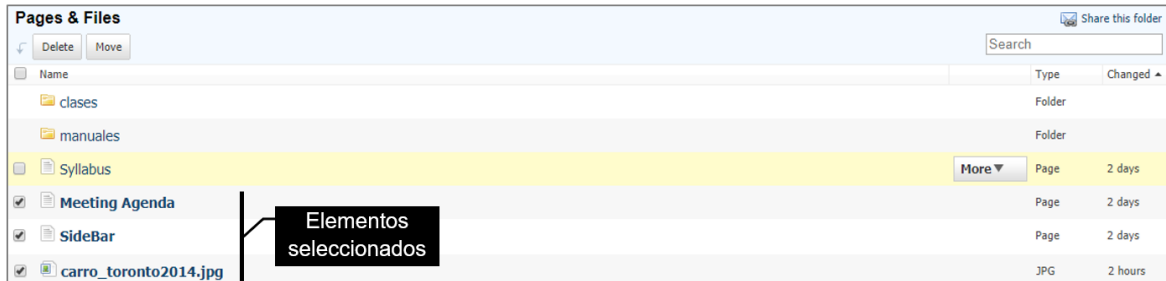 Pages & Files
Share this folder
Delete Move
Search
Name Type Changed ▲
clases Folder
manuales Folder
Syllabus More▼ Page 2 days
Meeting Agenda Page 2 days
SideBar Page 2 days
carro_toronto2014.jpg JPG 2 hours
Elementos
seleccionados